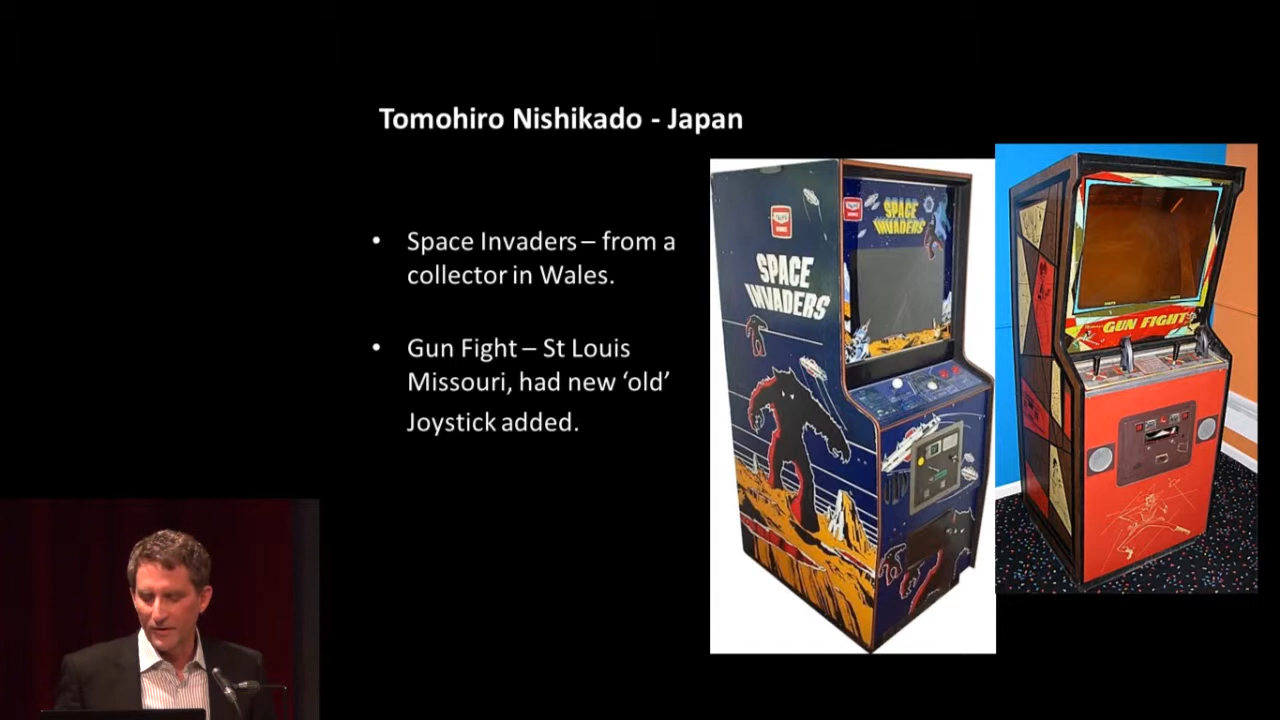 Tomohiro Nishikado - Japan
• Space Invaders – from a
collector in Wales.
• Gun Fight – St Louis
Missouri, had new ‘old’
Joystick added.
SPACE
INVADERS
SPACE
INVADERS
GUN FIGHT